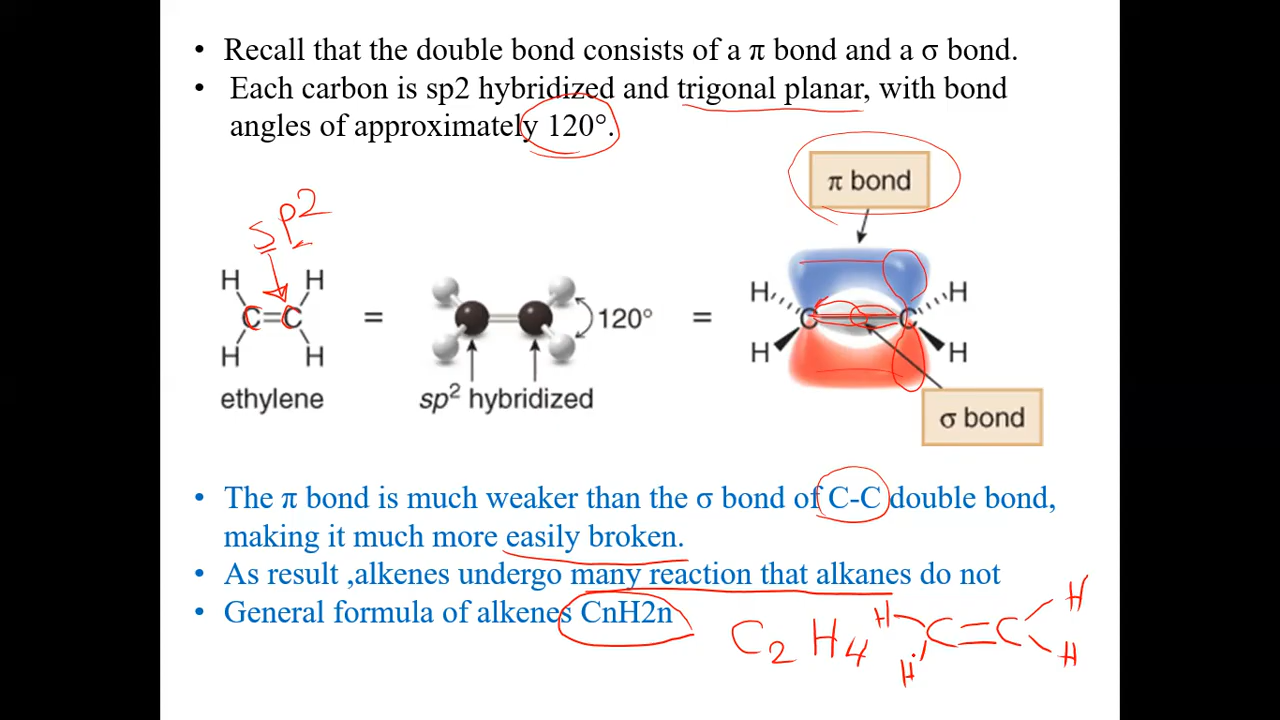 • Recall that the double bond consists of a π bond and a σ bond.
• Each carbon is sp2 hybridized and trigonal planar, with bond
angles of approximately 120°.
π bond
sp2
H H
C=C
H H
ethylene
=
120°
sp² hybridized
=
H H
C C
H H
σ bond
• The π bond is much weaker than the σ bond of C-C double bond,
making it much more easily broken.
• As result ,alkenes undergo many reaction that alkanes do not
• General formula of alkenes CnH2n
C2H4
H H
C=C
H H